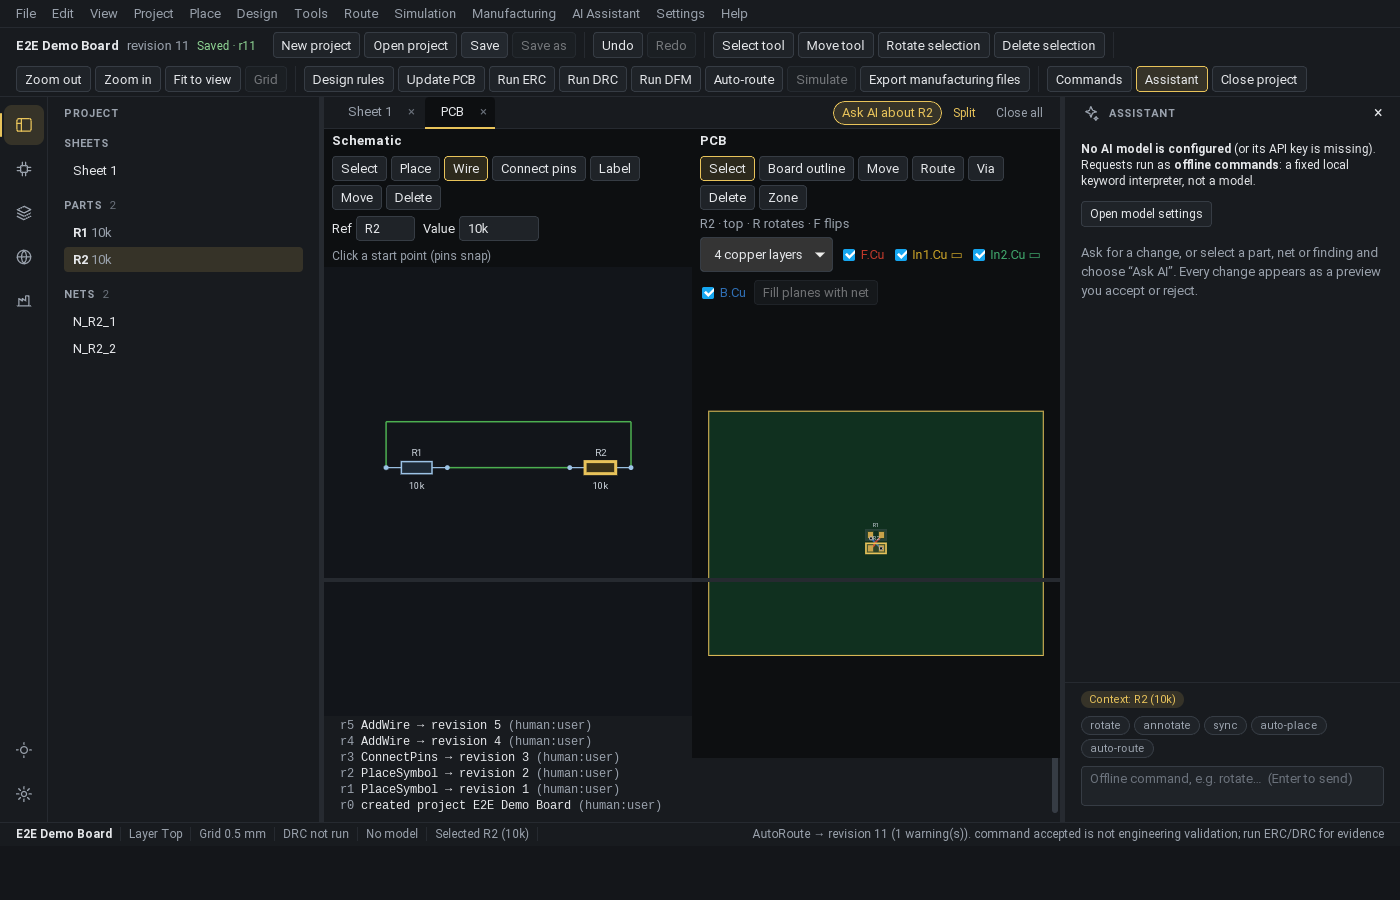 File Edit View Project Place Design Tools Route Simulation Manufacturing AI Assistant Settings Help
E2E Demo Board revision 11 Saved · r11 New project Open project Save Save as Undo Redo Select tool Move tool Rotate selection Delete selection
Zoom out Zoom in Fit to view Grid Design rules Update PCB Run ERC Run DRC Run DFM Auto-route Simulate Export manufacturing files Commands Assistant Close project
PROJECT
SHEETS
Sheet 1
PARTS 2
R1 10k
R2 10k
NETS 2
N_R2_1
N_R2_2
Sheet 1 × PCB × Ask AI about R2 Split Close all
Schematic
Select Place Wire Connect pins Label
Move Delete
Ref R2 Value 10k
Click a start point (pins snap)
R1 R2
10k 10k
PCB
Select Board outline Move Route Via
Delete Zone
R2 · top · R rotates · F flips
4 copper layers F.Cu In1.Cu In2.Cu
B.Cu Fill planes with net
R1
r5 AddWire → revision 5 (human:user)
r4 AddWire → revision 4 (human:user)
r3 ConnectPins → revision 3 (human:user)
r2 PlaceSymbol → revision 2 (human:user)
r1 PlaceSymbol → revision 1 (human:user)
r0 created project E2E Demo Board (human:user)
ASSISTANT ×
No AI model is configured (or its API key is missing).
Requests run as offline commands: a fixed local
keyword interpreter, not a model.
Open model settings
Ask for a change, or select a part, net or finding and
choose “Ask AI”. Every change appears as a preview
you accept or reject.
Context: R2 (10k)
rotate annotate sync auto-place
auto-route
Offline command, e.g. rotate… (Enter to send)
E2E Demo Board Layer Top Grid 0.5 mm DRC not run No model Selected R2 (10k) AutoRoute → revision 11 (1 warning(s)). command accepted is not engineering validation; run ERC/DRC for evidence